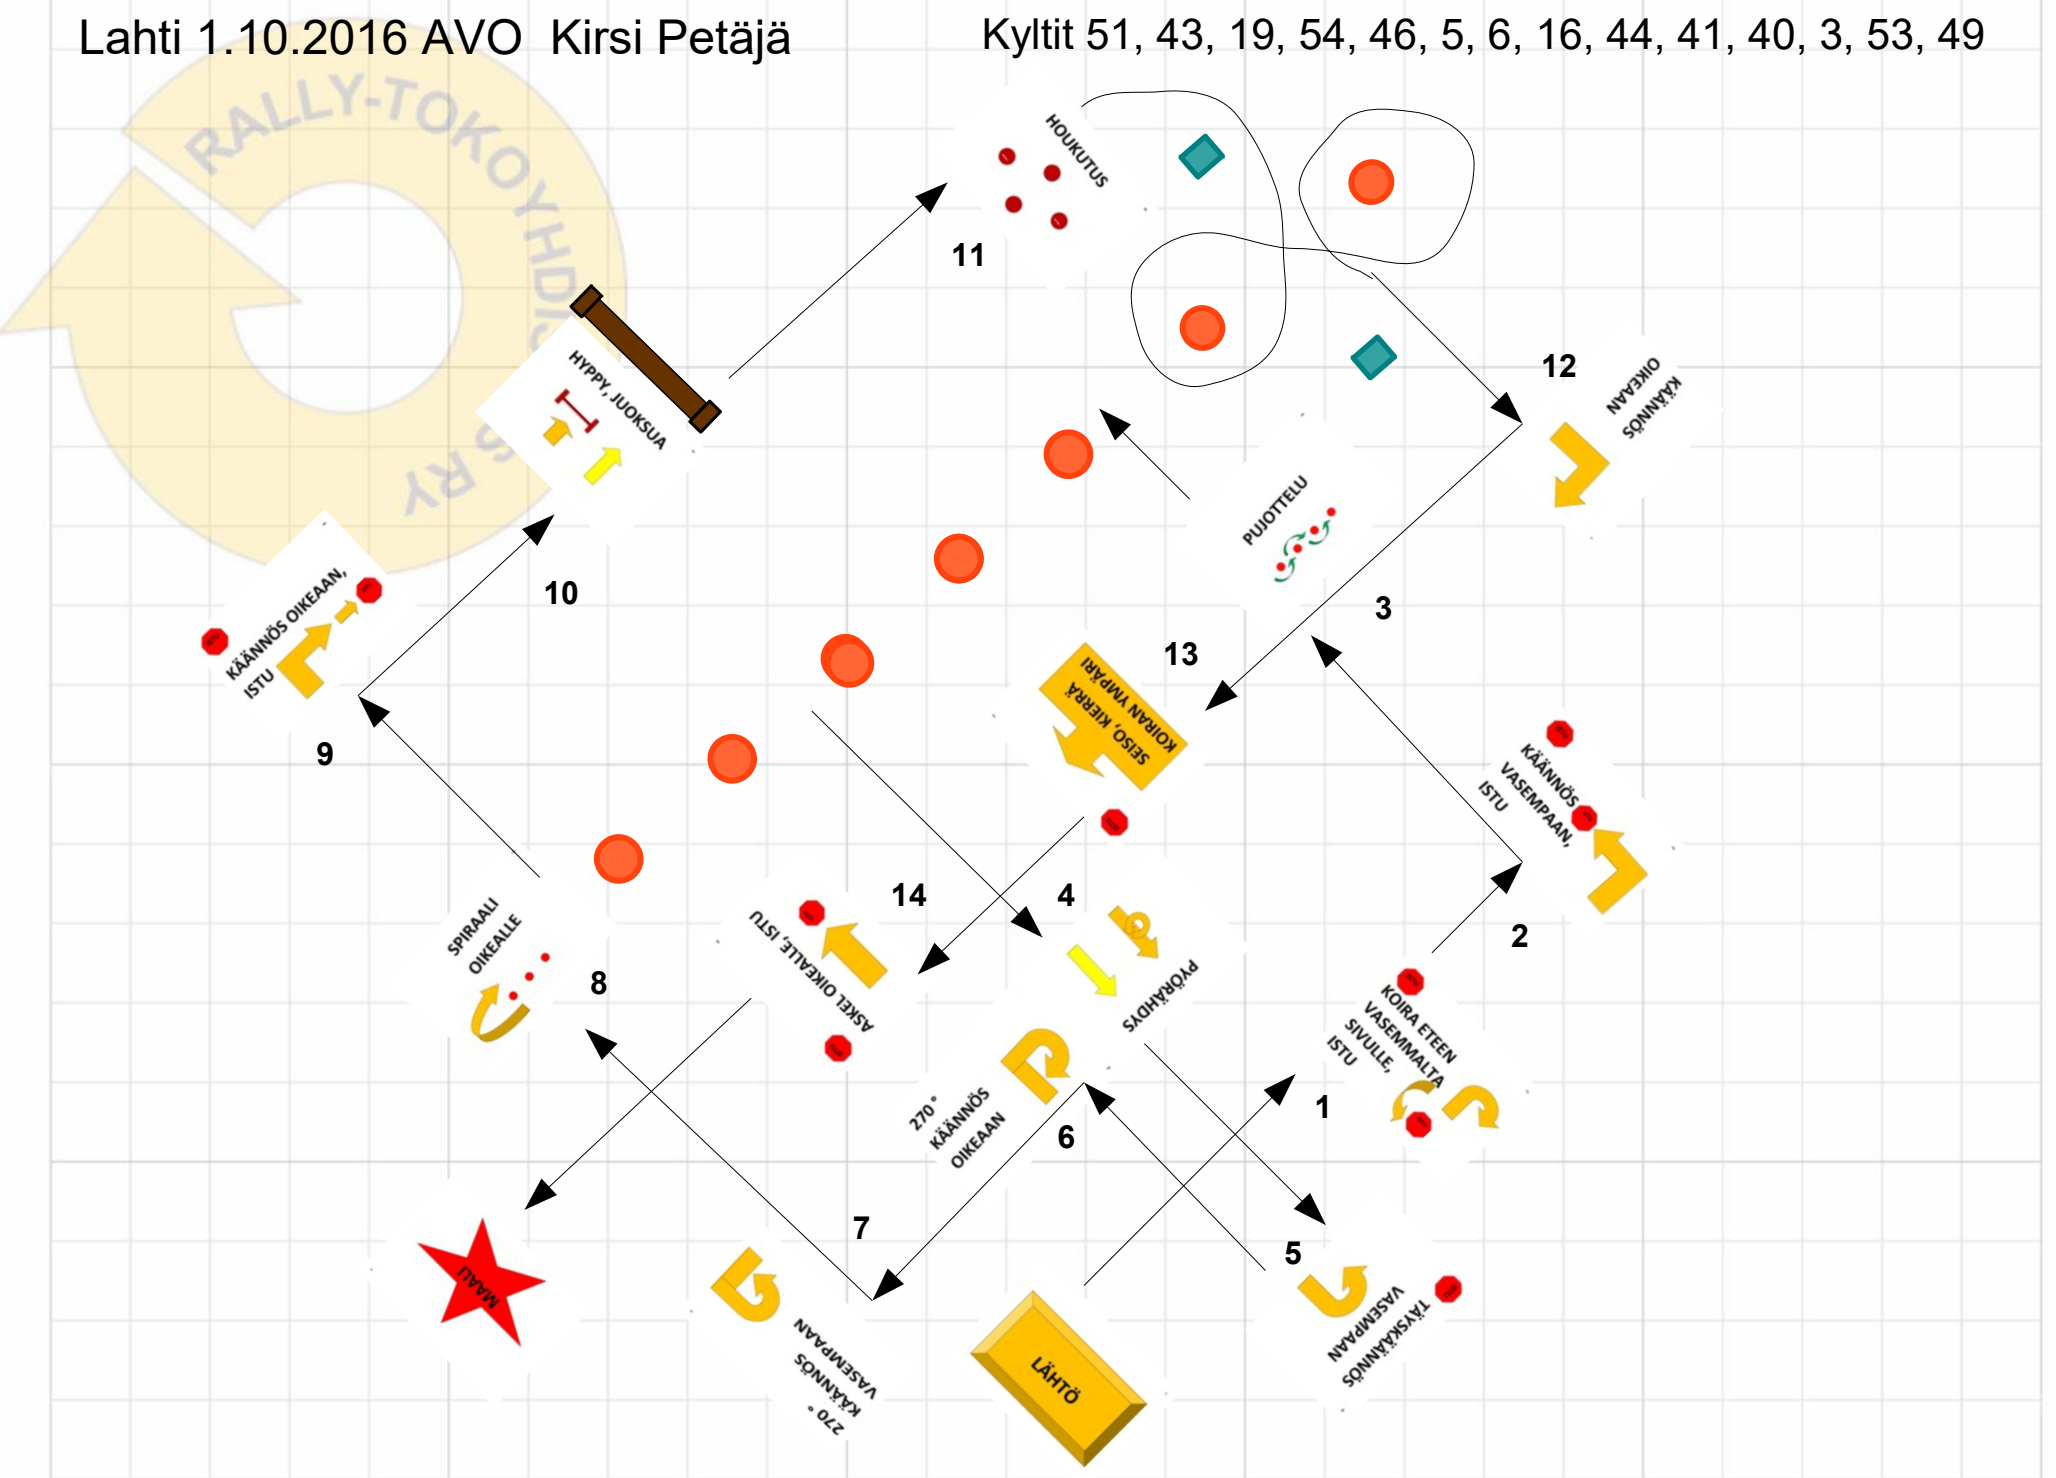 Lahti 1.10.2016 AVO  Kirsi Petäjä
Kyltit 51, 43, 19, 54, 46, 5, 6, 16, 44, 41, 40, 3, 53, 49
RALLY-TOKOYHDIS
S RY
HOUKUTUS
11
12
KÄÄNNÖS
OIKEAAN
HYPPY, JUOKSUA
10
PUJOTTELU
3
13
SEISO, KIERRÄ
KOIRAN YMPÄRI
KÄÄNNÖS OIKEAAN,
ISTU
9
KÄÄNNÖS
VASEMPAAN,
ISTU
2
14
4
PYÖRÄHDYS
ASKEL OIKEALLE, ISTU
SPIRAALI
OIKEALLE
8
270°
KÄÄNNÖS
OIKEAAN
6
KOIRA ETEEN
VASEMMALTA
SIVULLE,
ISTU
1
7
5
TÄYSKÄÄNNÖS
VASEMPAAN
MAALI
270°
KÄÄNNÖS
VASEMPAAN
LÄHTÖ